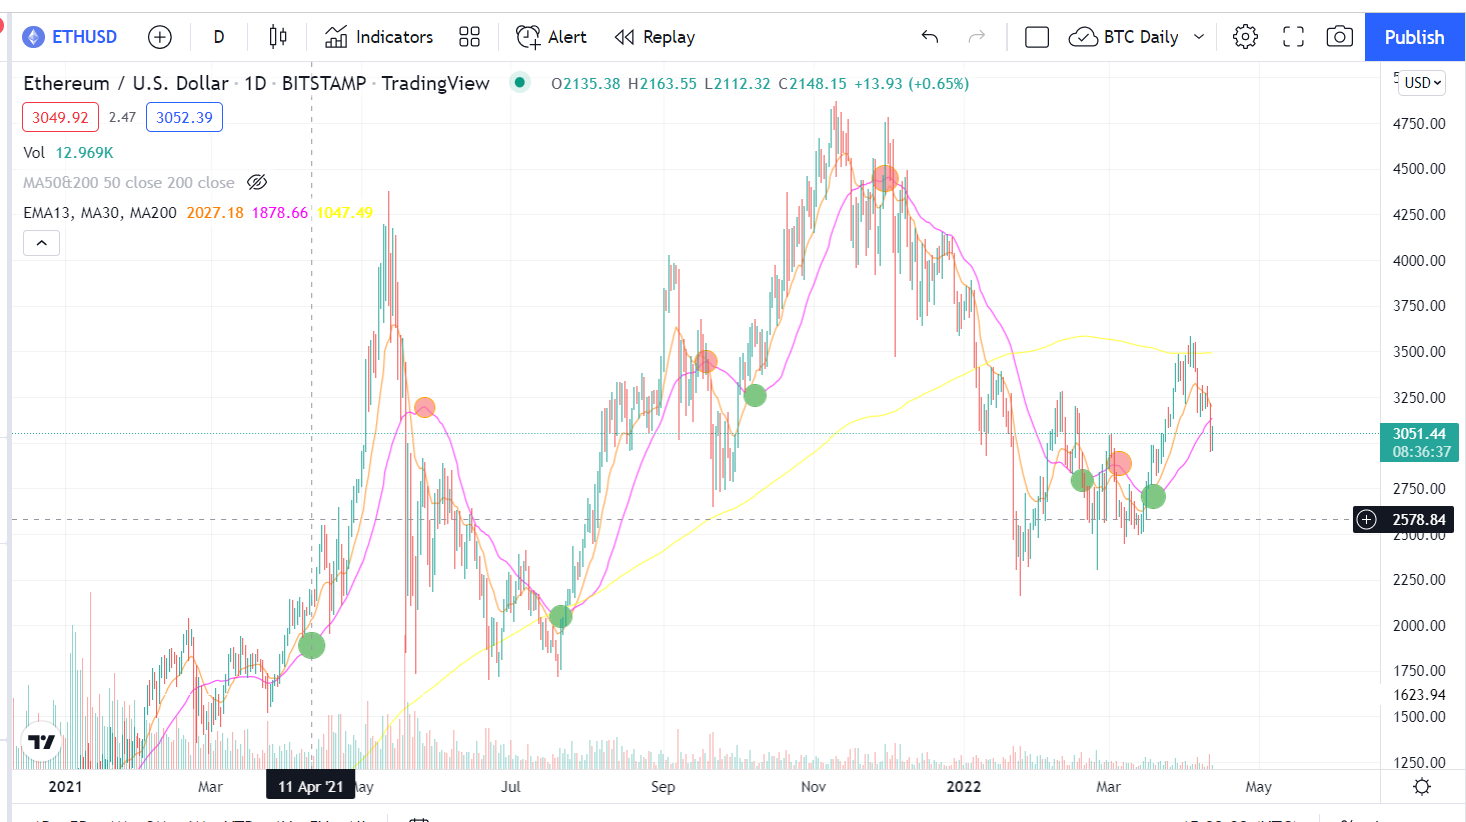 ETHUSD D Indicators Alert Replay BTC Daily Publish
Ethereum / U.S. Dollar · 1D · BITSTAMP · TradingView O2135.38 H2163.55 L2112.32 C2148.15 +13.93 (+0.65%)
USD
3049.92 2.47 3052.39
Vol 12.969K
MA50&200 50 close 200 close
EMA13, MA30, MA200 2027.18 1878.66 1047.49
4750.00
4500.00
4250.00
4000.00
3750.00
3500.00
3250.00
3051.44
08:36:37
2750.00
2578.84
2500.00
2250.00
2000.00
1750.00
1623.94
1500.00
1250.00
2021 Mar 11 Apr '21 May Jul Sep Nov 2022 Mar May